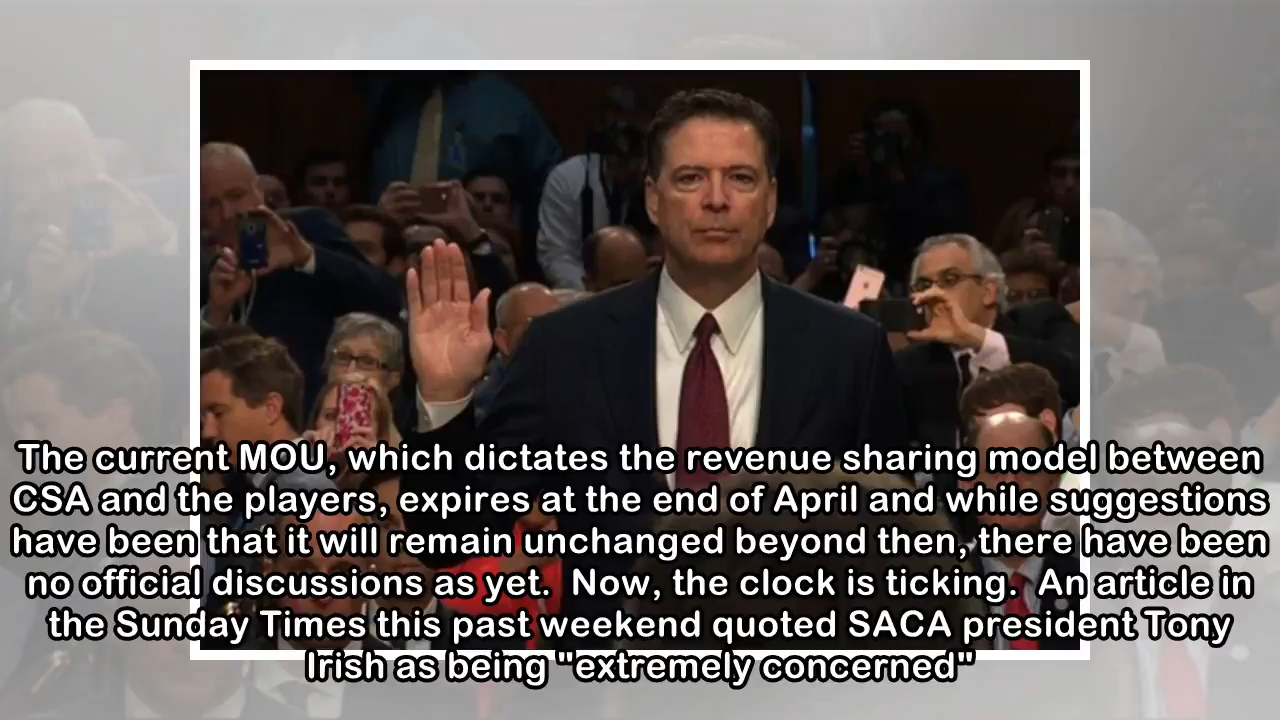 The current MOU, which dictates the revenue sharing model between
CSA and the players, expires at the end of April and while suggestions
have been that it will remain unchanged beyond then, there have been
no official discussions as yet.  Now, the clock is ticking.  An article in
the Sunday Times this past weekend quoted SACA president Tony
Irish as being "extremely concerned"